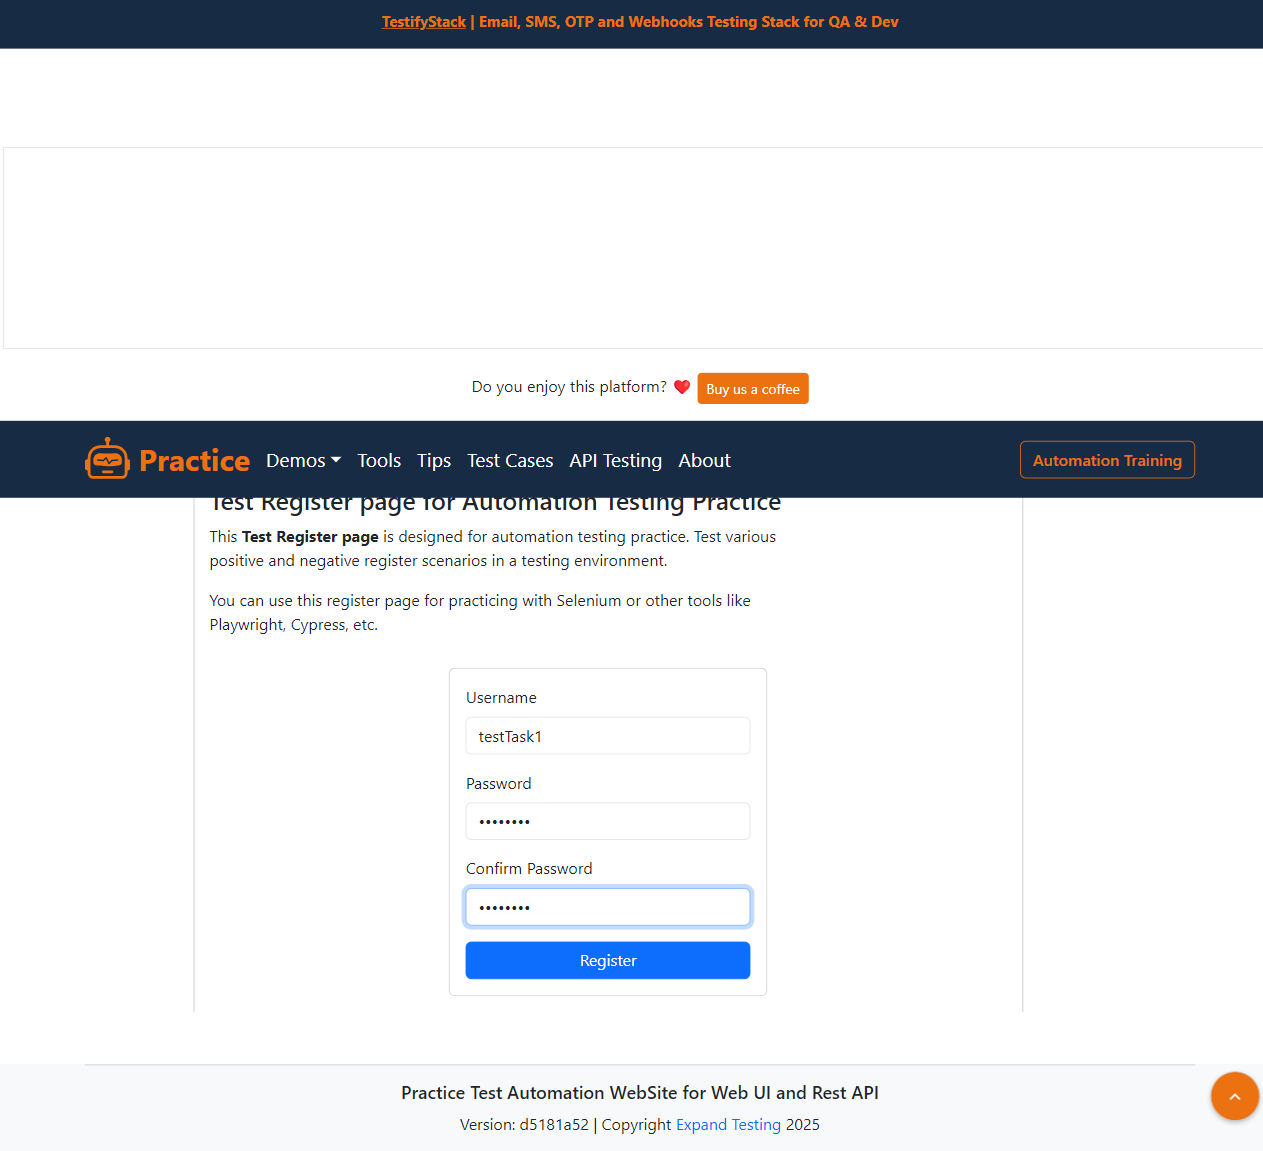 TestifyStack | Email, SMS, OTP and Webhooks Testing Stack for QA & Dev
Do you enjoy this platform? ❤️ Buy us a coffee
Practice Demos Tools Tips Test Cases API Testing About Automation Training
Test Register page for Automation Testing Practice
This Test Register page is designed for automation testing practice. Test various
positive and negative register scenarios in a testing environment.
You can use this register page for practicing with Selenium or other tools like
Playwright, Cypress, etc.
Username
testTask1
Password
••••••••
Confirm Password
••••••••
Register
Practice Test Automation WebSite for Web UI and Rest API
Version: d5181a52 | Copyright Expand Testing 2025